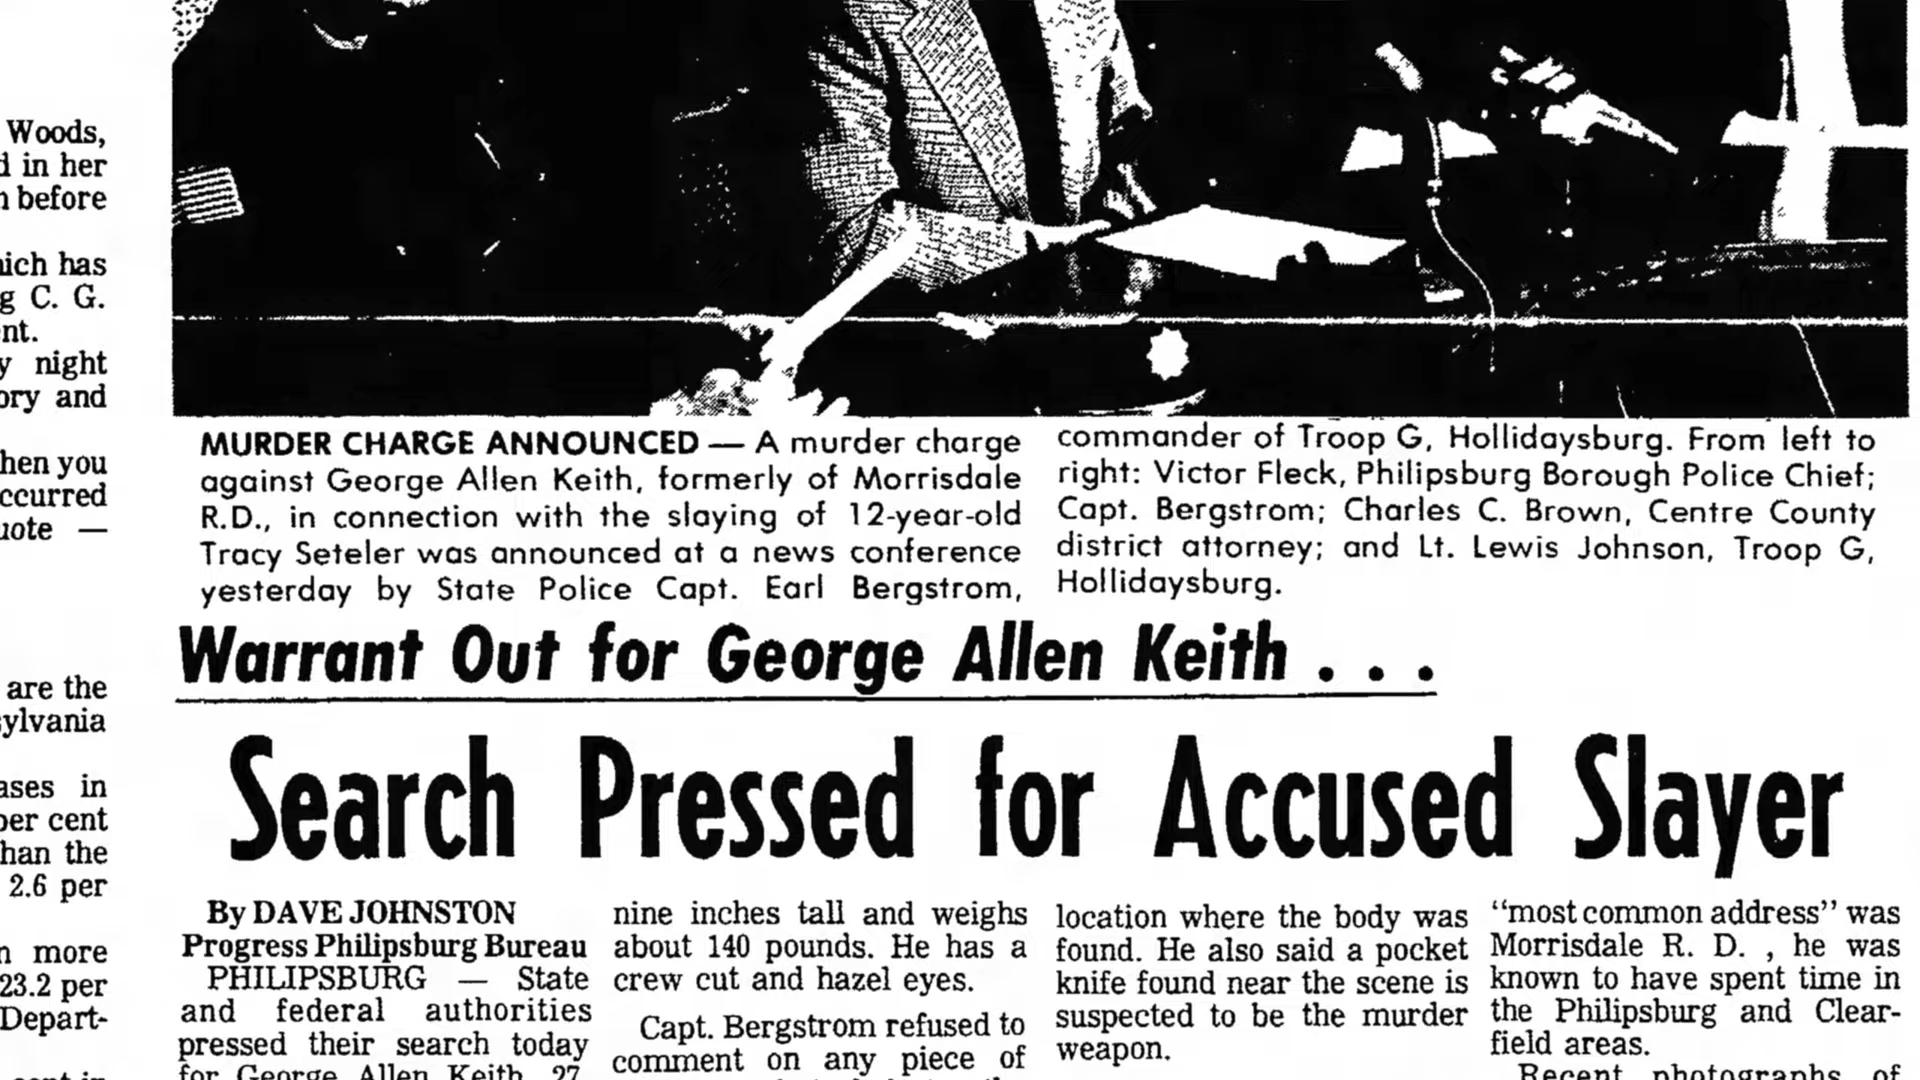 Woods,
in her
before
has
C. G.
night
and
you
—
are the
in
per cent
the
2.6 per
more
23.2 per
Depart-
MURDER CHARGE ANNOUNCED — A murder charge
against George Allen Keith, formerly of Morrisdale
R.D., in connection with the slaying of 12-year-old
Tracy Seteler was announced at a news conference
yesterday by State Police Capt. Earl Bergstrom,
commander of Troop G, Hollidaysburg. From left to
right: Victor Fleck, Philipsburg Borough Police Chief;
Capt. Bergstrom; Charles C. Brown, Centre County
district attorney; and Lt. Lewis Johnson, Troop G,
Hollidaysburg.
Warrant Out for George Allen Keith . . .
Search Pressed for Accused Slayer
By DAVE JOHNSTON
Progress Philipsburg Bureau
PHILIPSBURG — State
and federal authorities
pressed their search today
for George Allen Keith, 27,
nine inches tall and weighs
about 140 pounds. He has a
crew cut and hazel eyes.
Capt. Bergstrom refused to
comment on any piece of
location where the body was
found. He also said a pocket
knife found near the scene is
suspected to be the murder
weapon.
“most common address” was
Morrisdale R. D. , he was
known to have spent time in
the Philipsburg and Clear-
field areas.
Recent photographs of